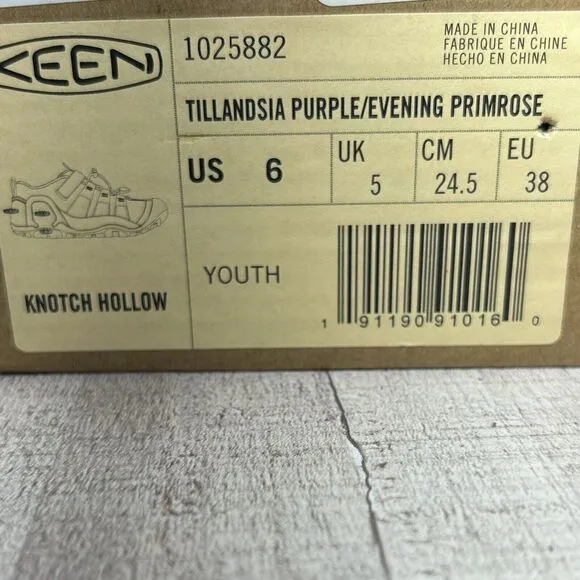 KEEN
1025882
MADE IN CHINA
FABRIQUE EN CHINE
HECHO EN CHINA
TILLANDSIA PURPLE/EVENING PRIMROSE
US 6
UK 5
CM 24.5
EU 38
KNOTCH HOLLOW
YOUTH
1 91190 91016 0